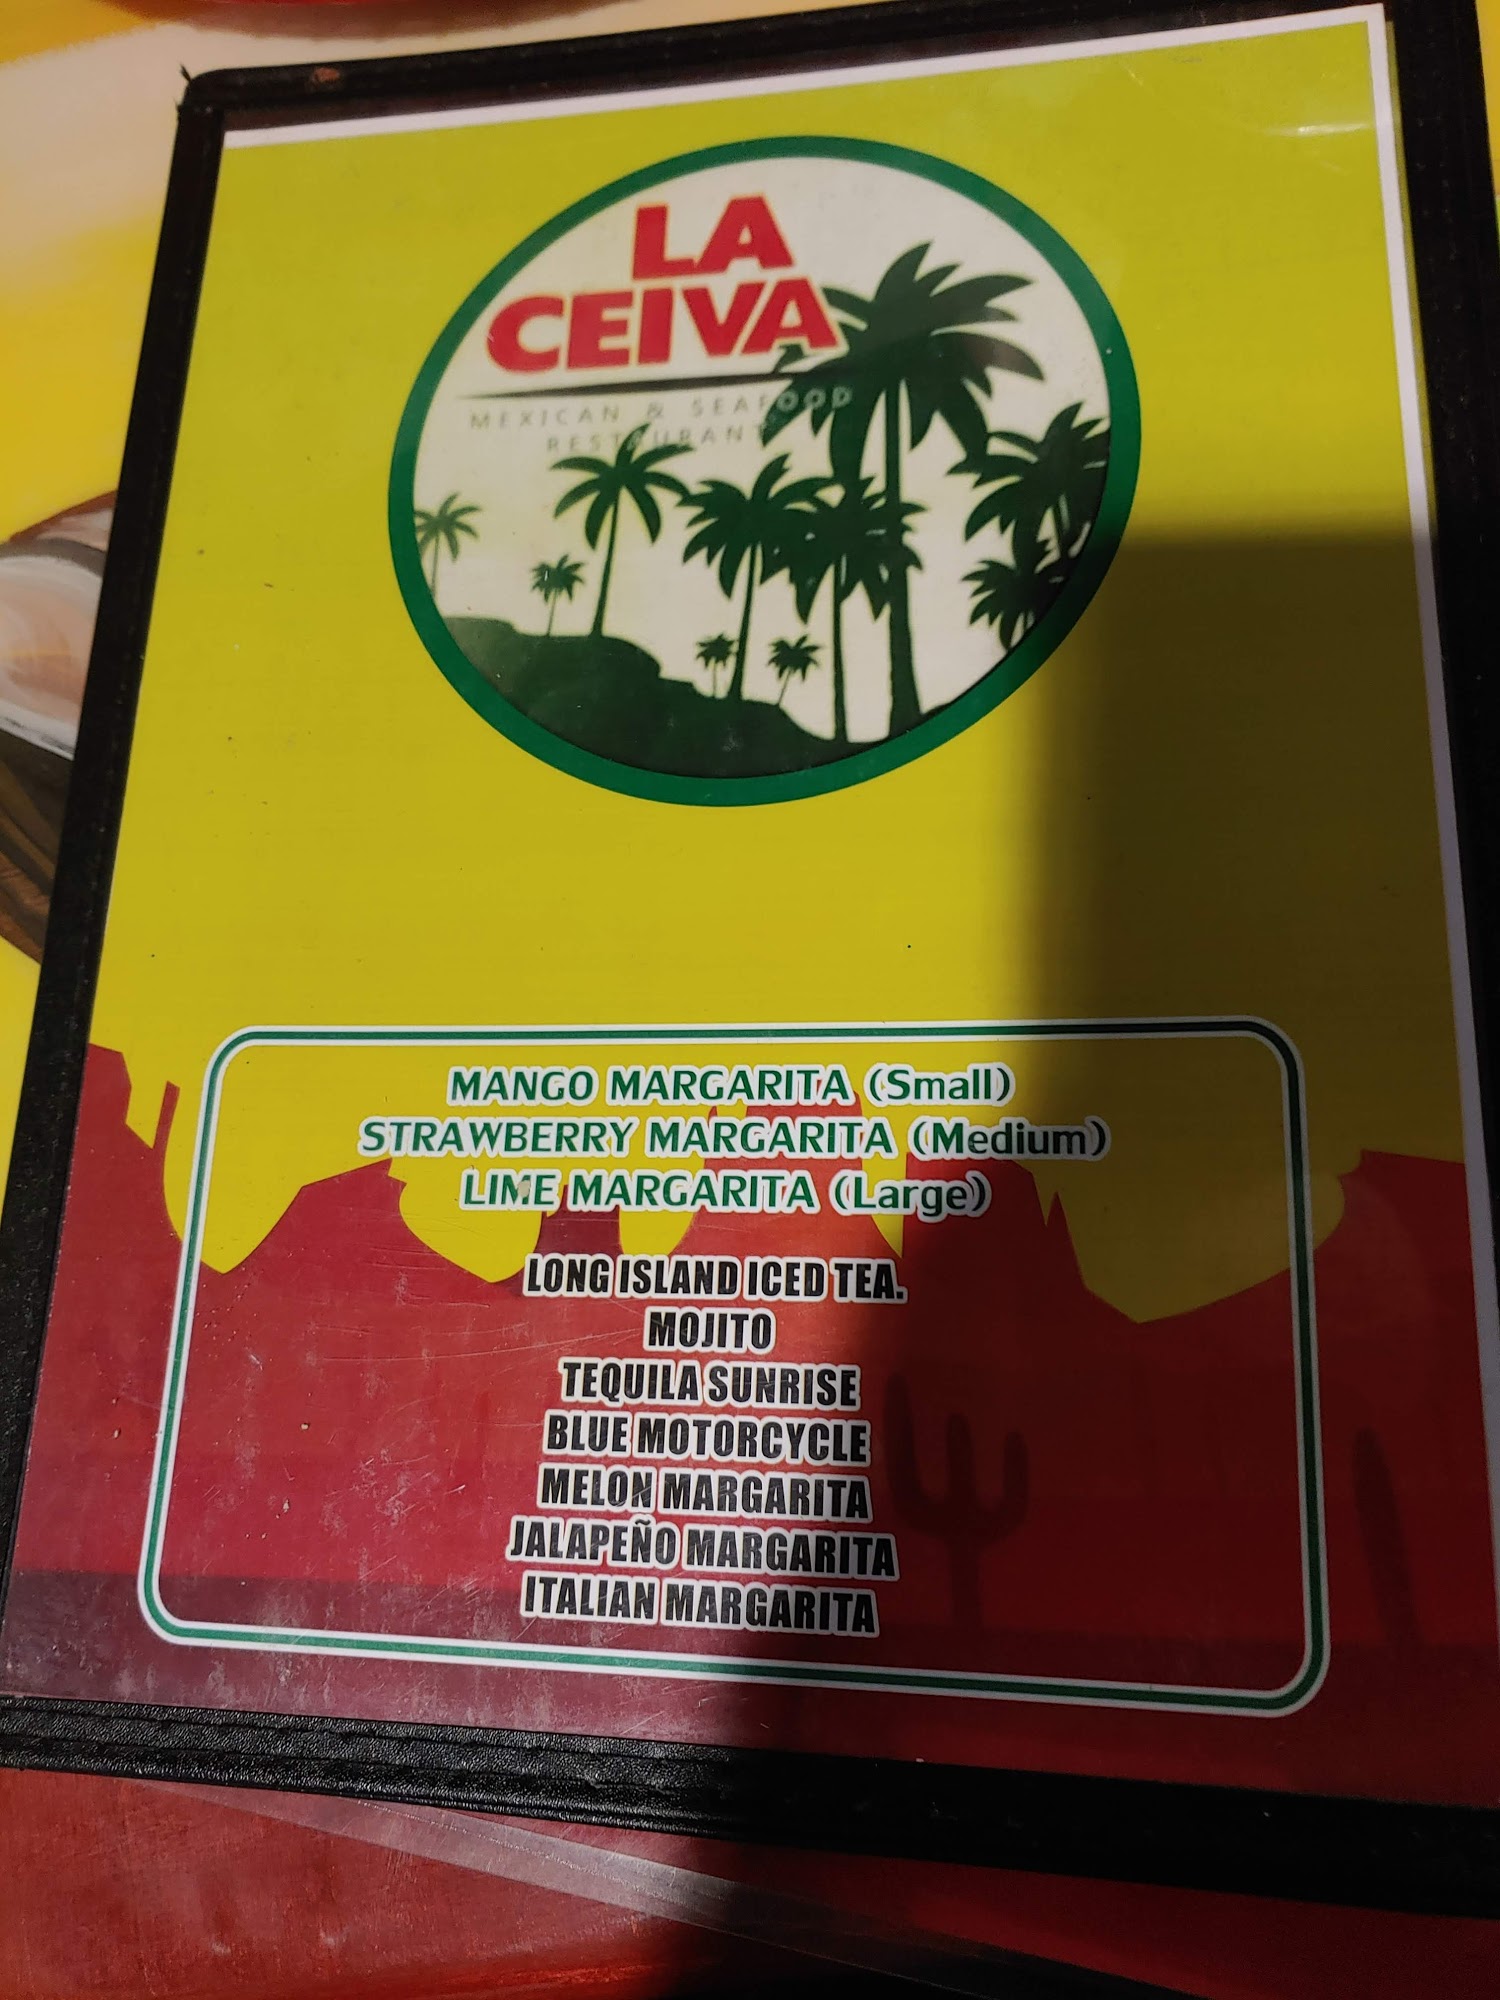 LA
CEIVA
MEXICAN & SEAFOOD
RESTAURANT
MANGO MARGARITA (Small)
STRAWBERRY MARGARITA (Medium)
LIME MARGARITA (Large)
LONG ISLAND ICED TEA.
MOJITO
TEQUILA SUNRISE
BLUE MOTORCYCLE
MELON MARGARITA
JALAPEÑO MARGARITA
ITALIAN MARGARITA